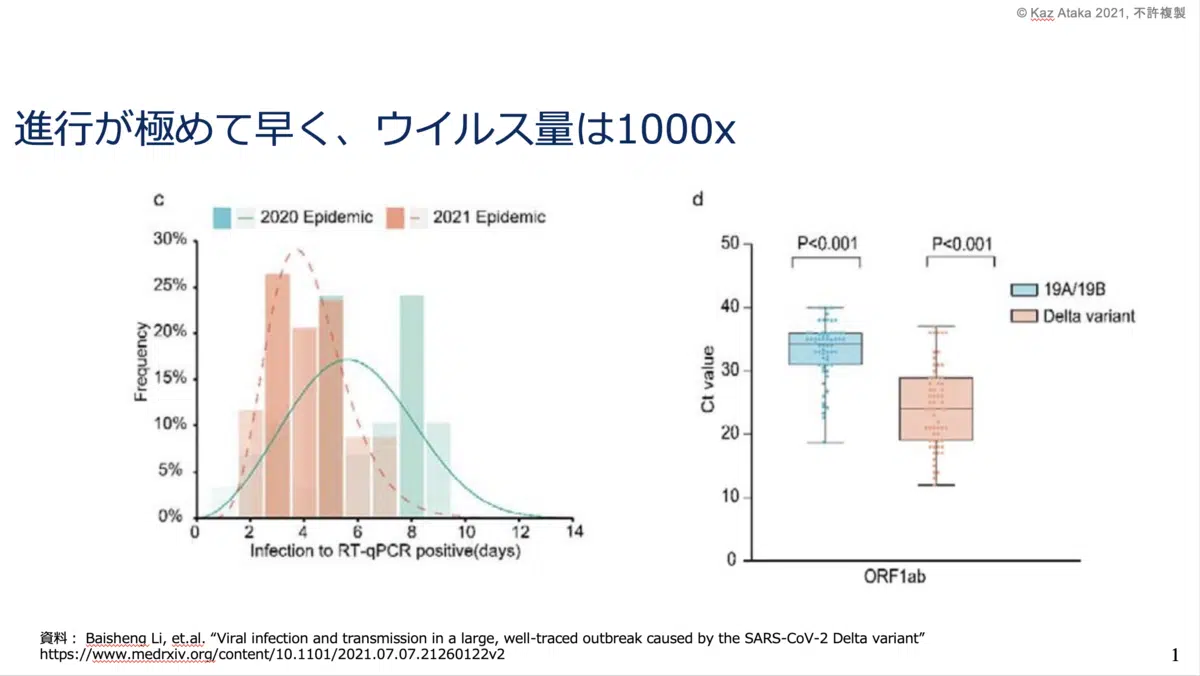 © Kaz Ataka 2021, 不許複製
進行が極めて早く、ウイルス量は1000x
c
2020 Epidemic 2021 Epidemic
30%
25%
20%
15%
10%
5%
0%
Frequency
0 2 4 6 8 10 12 14
Infection to RT-qPCR positive(days)
d
50
40
30
20
10
0
Ct value
P<0.001 P<0.001
19A/19B
Delta variant
ORF1ab
資料： Baisheng Li, et.al. “Viral infection and transmission in a large, well-traced outbreak caused by the SARS-CoV-2 Delta variant”
https://www.medrxiv.org/content/10.1101/2021.07.07.21260122v2
1